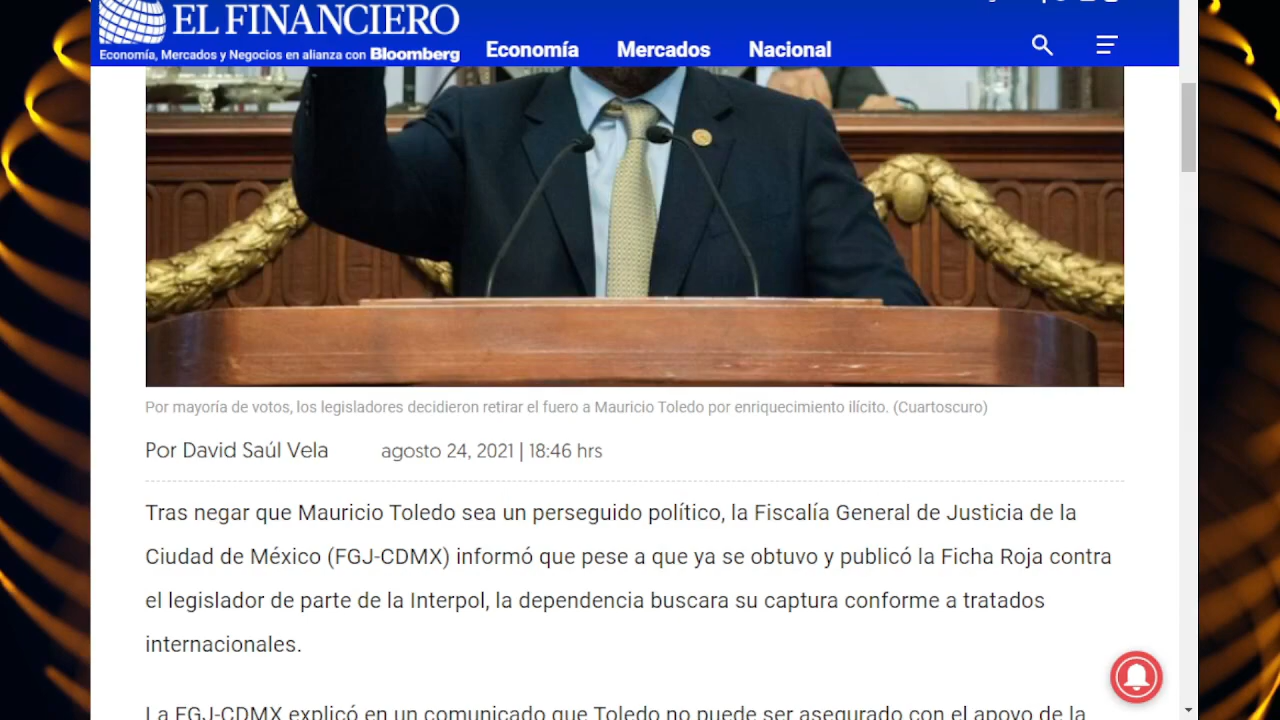 EL FINANCIERO
Economía, Mercados y Negocios en alianza con Bloomberg
Economía Mercados Nacional
Por mayoría de votos, los legisladores decidieron retirar el fuero a Mauricio Toledo por enriquecimiento ilícito. (Cuartoscuro)
Por David Saúl Vela agosto 24, 2021 | 18:46 hrs
Tras negar que Mauricio Toledo sea un perseguido político, la Fiscalía General de Justicia de la
Ciudad de México (FGJ-CDMX) informó que pese a que ya se obtuvo y publicó la Ficha Roja contra
el legislador de parte de la Interpol, la dependencia buscara su captura conforme a tratados
internacionales.
La FGJ-CDMX explicó en un comunicado que Toledo no puede ser asegurado con el apoyo de la